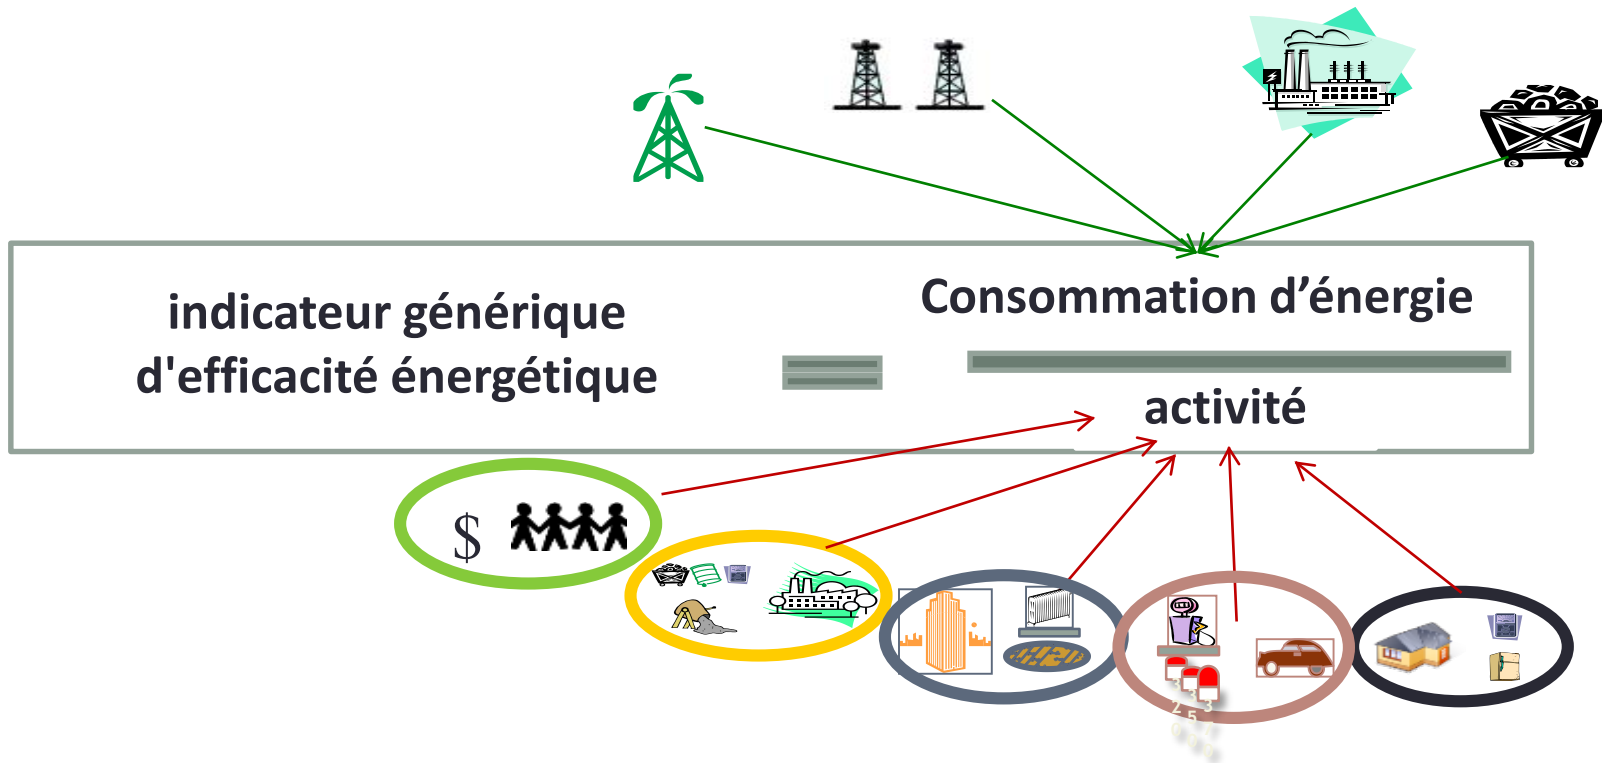 indicateur générique
d'efficacité énergétique
Consommation d’énergie
activité
$